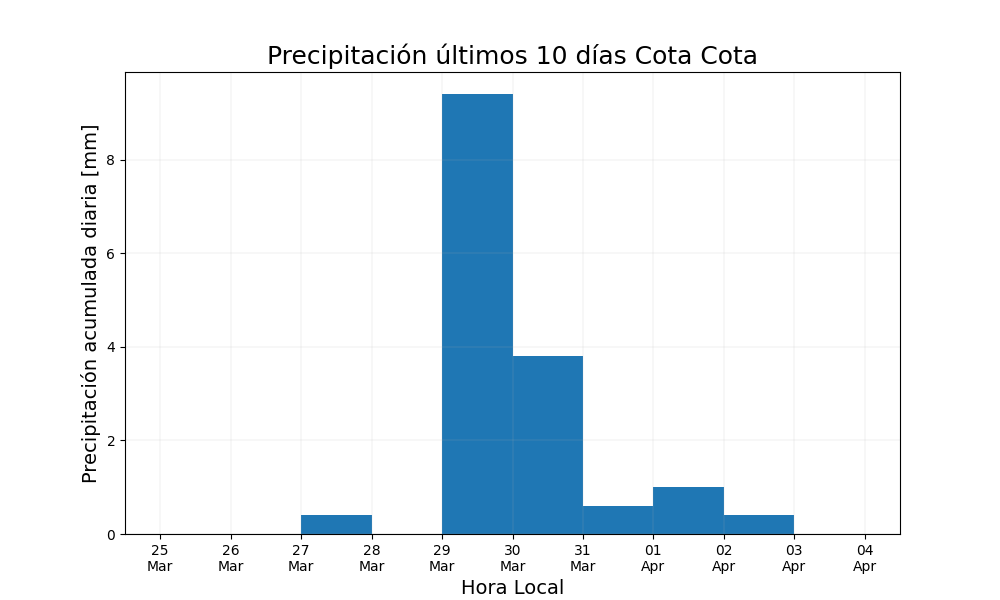 Precipitación últimos 10 días Cota Cota
Precipitación acumulada diaria [mm]
8
6
4
2
0
25 26 27 28 29 30 31 01 02 03 04
Mar Mar Mar Mar Mar Mar Mar Apr Apr Apr Apr
Hora Local